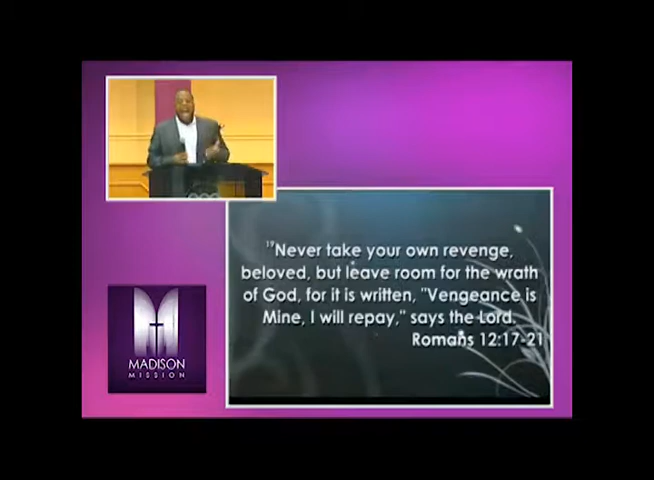 ¹⁹Never take your own revenge,
beloved, but leave room for the wrath
of God, for it is written, "Vengeance is
Mine, I will repay," says the Lord.
Romans 12:17-21
MADISON
MISSION